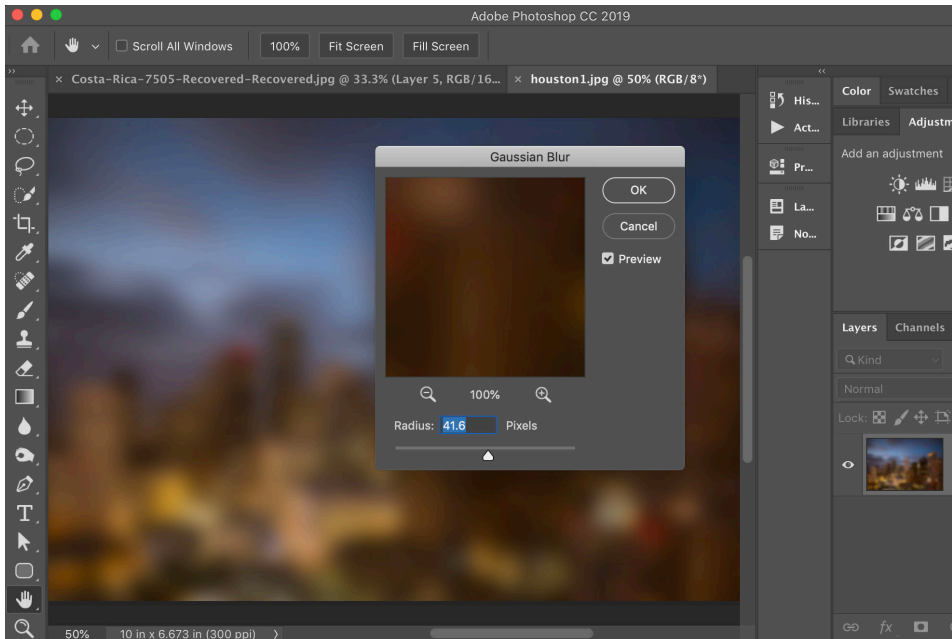 Adobe Photoshop CC 2019
Scroll All Windows
100%
Fit Screen
Fill Screen
Costa-Rica-7505-Recovered-Recovered.jpg @ 33.3% (Layer 5, RGB/16...
houston1.jpg @ 50% (RGB/8*)
His...
Act...
Pr...
La...
No...
Color Swatches
Libraries Adjustm
Add an adjustment
Gaussian Blur
OK
Cancel
Preview
100%
Radius: 41.6 Pixels
Layers Channels
Kind
Normal
Lock:
fx
50% 10 in x 6.673 in (300 ppi)